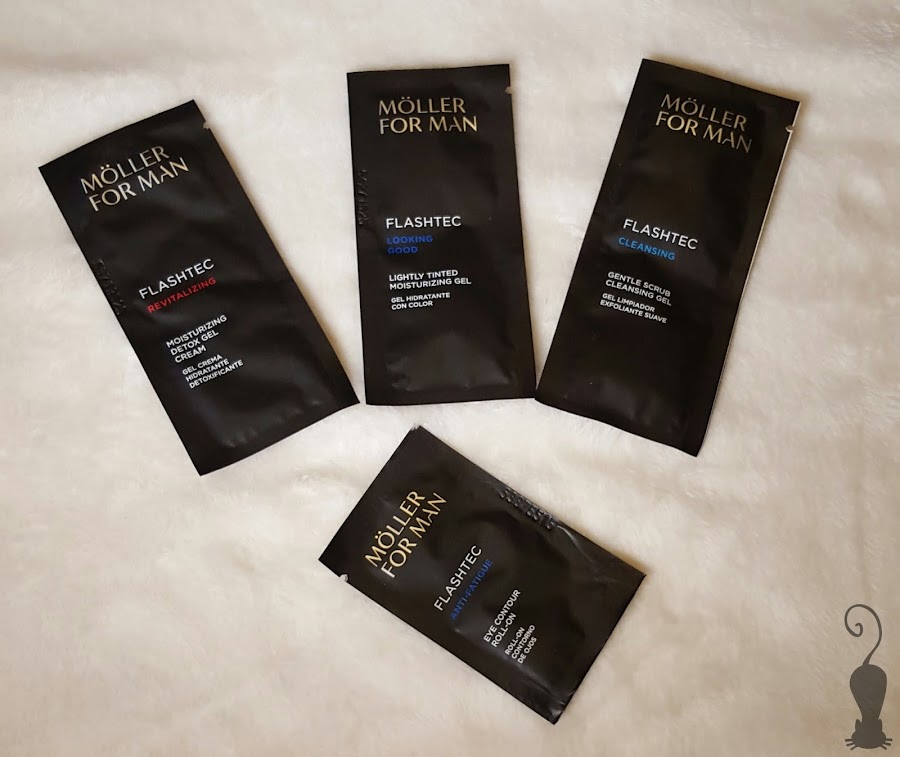 MÖLLER
FOR MAN
FLASHTEC
REVITALIZING
MOISTURIZING
DETOX GEL
CREAM
GEL CREMA
HIDRATANTE
DETOXIFICANTE
MÖLLER
FOR MAN
FLASHTEC
LOOKING
GOOD
LIGHTLY TINTED
MOISTURIZING GEL
GEL HIDRATANTE
CON COLOR
MÖLLER
FOR MAN
FLASHTEC
CLEANSING
GENTLE SCRUB
CLEANSING GEL
GEL LIMPIADOR
EXFOLIANTE SUAVE
MÖLLER
FOR MAN
FLASHTEC
ANTI-FATIGUE
EYE CONTOUR
ROLL-ON
ROLL-ON
CONTORNO
DE OJOS